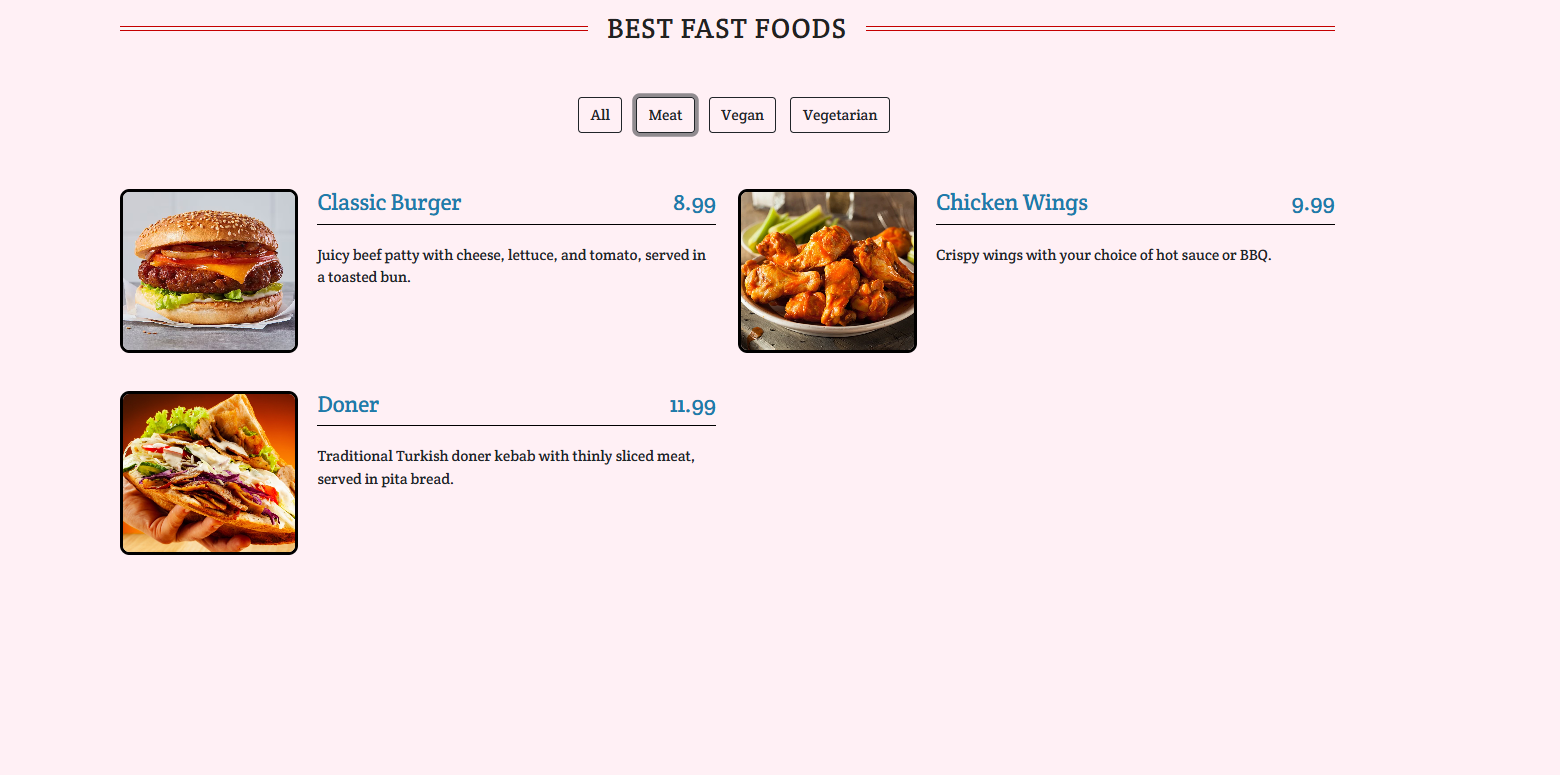 BEST FAST FOODS
All
Meat
Vegan
Vegetarian
Classic Burger 8.99
Juicy beef patty with cheese, lettuce, and tomato, served in
a toasted bun.
Chicken Wings 9.99
Crispy wings with your choice of hot sauce or BBQ.
Doner 11.99
Traditional Turkish doner kebab with thinly sliced meat,
served in pita bread.